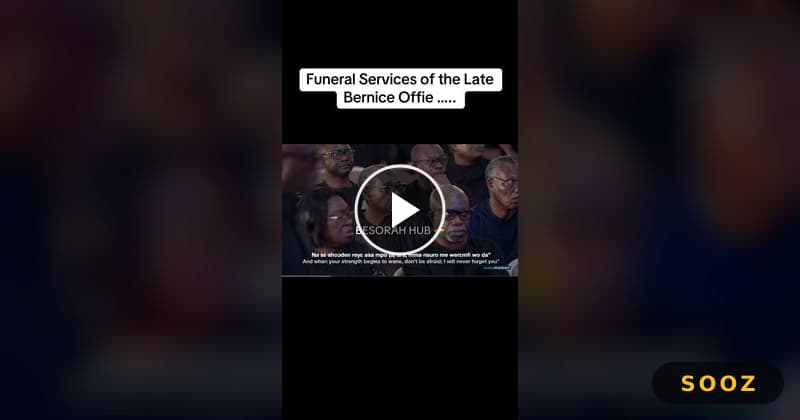 Funeral Services of the Late
Bernice Offie .....
BESORAH HUB
And when your strength begins to wane, don't be afraid, I will never forget you"
SOOZ